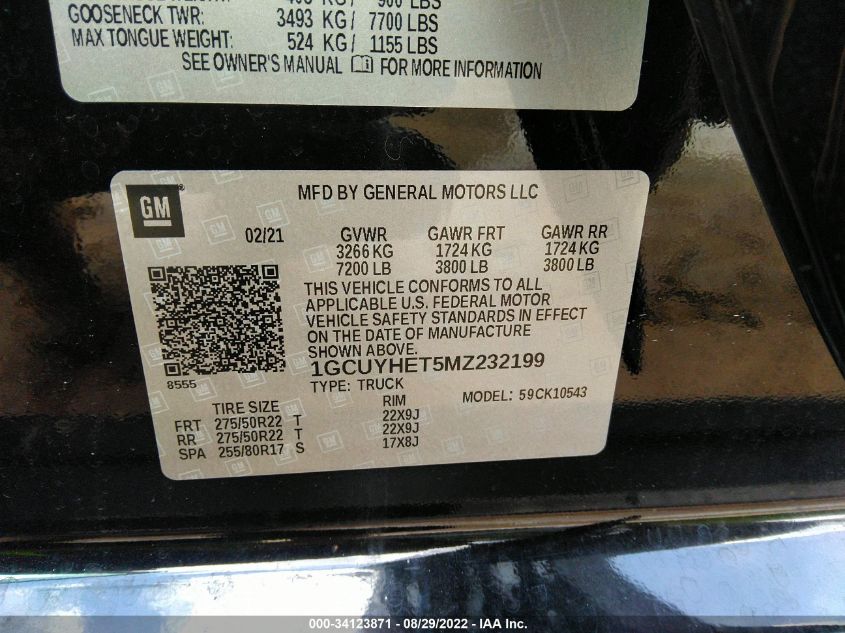 KG/ 900 LBS
GOOSENECK TWR: 3493 KG/ 7700 LBS
MAX TONGUE WEIGHT: 524 KG/ 1155 LBS
SEE OWNER'S MANUAL FOR MORE INFORMATION
GM ®
MFD BY GENERAL MOTORS LLC
02/21 GVWR GAWR FRT GAWR RR
3266 KG 1724 KG 1724 KG
7200 LB 3800 LB 3800 LB
THIS VEHICLE CONFORMS TO ALL
APPLICABLE U.S. FEDERAL MOTOR
VEHICLE SAFETY STANDARDS IN EFFECT
ON THE DATE OF MANUFACTURE
SHOWN ABOVE.
1GCUYHET5MZ232199
8555
TYPE: TRUCK MODEL: 59CK10543
TIRE SIZE RIM
FRT 275/50R22 T 22X9J
RR 275/50R22 T 22X9J
SPA 255/80R17 S 17X8J
000-34123871 — 08/29/2022 — IAA Inc.